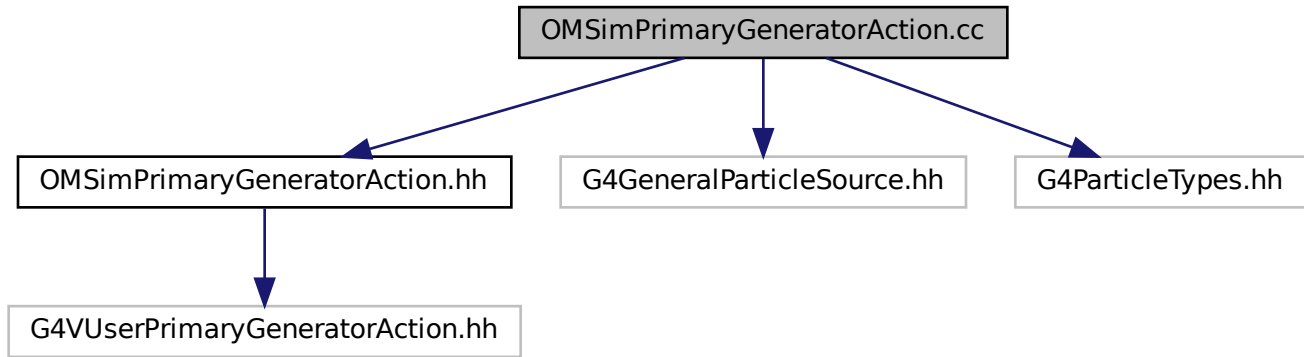 OMSimPrimaryGeneratorAction.cc
OMSimPrimaryGeneratorAction.hh
G4GeneralParticleSource.hh
G4ParticleTypes.hh
G4VUserPrimaryGeneratorAction.hh